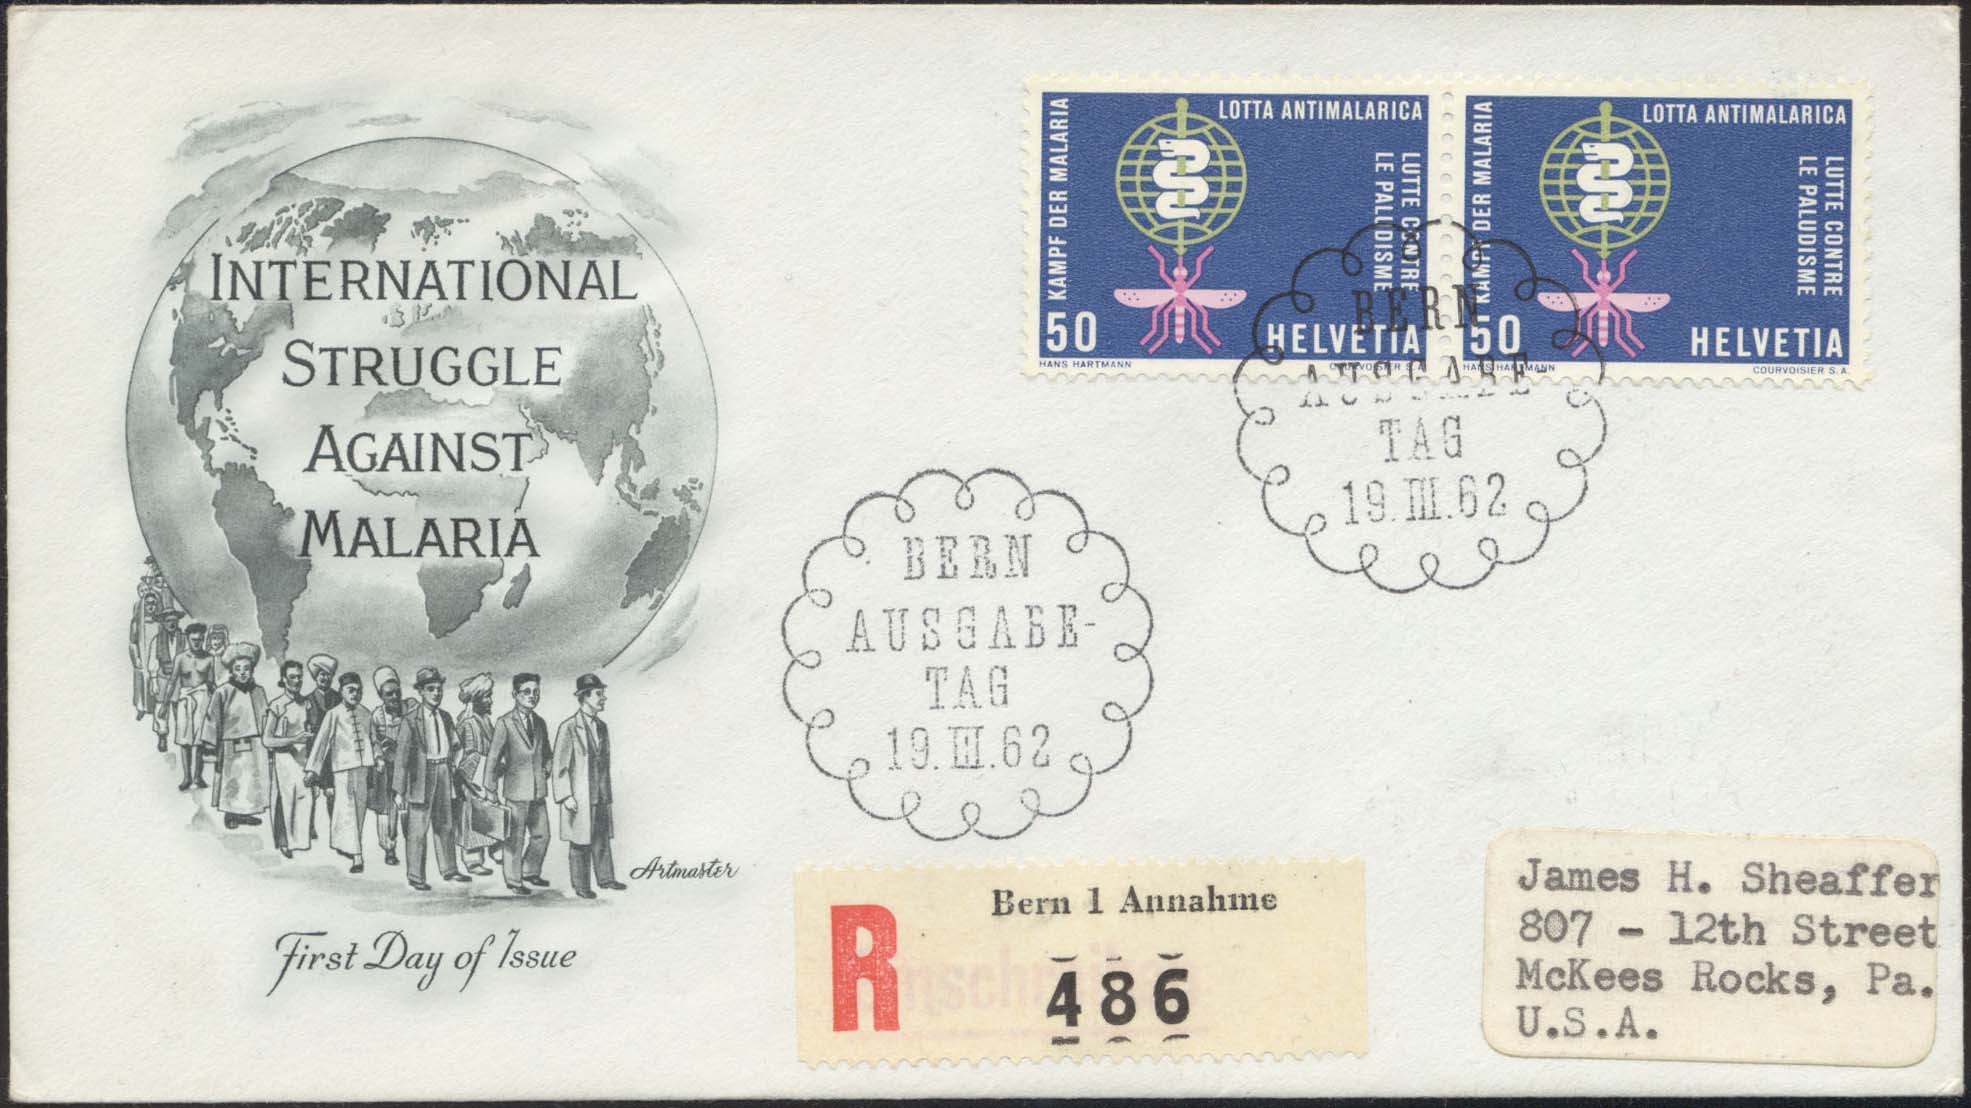 INTERNATIONAL
STRUGGLE
AGAINST
MALARIA
Artmaster
First Day of Issue
KAMPF DER MALARIA
LOTTA ANTIMALARICA
LUTTE CONTRE
LE PALUDISME
50
HELVETIA
HANS HARTMANN
COURVOISIER S.A.
KAMPF DER MALARIA
LOTTA ANTIMALARICA
LUTTE CONTRE
LE PALUDISME
50
HELVETIA
HANS HARTMANN
COURVOISIER S.A.
BERN
AUSGABE-
TAG
19.III.62
BERN
AUSGABE-
TAG
19.III.62
R
Bern 1 Annahme
486
James H. Sheaffer
807 - 12th Street
McKees Rocks, Pa.
U.S.A.